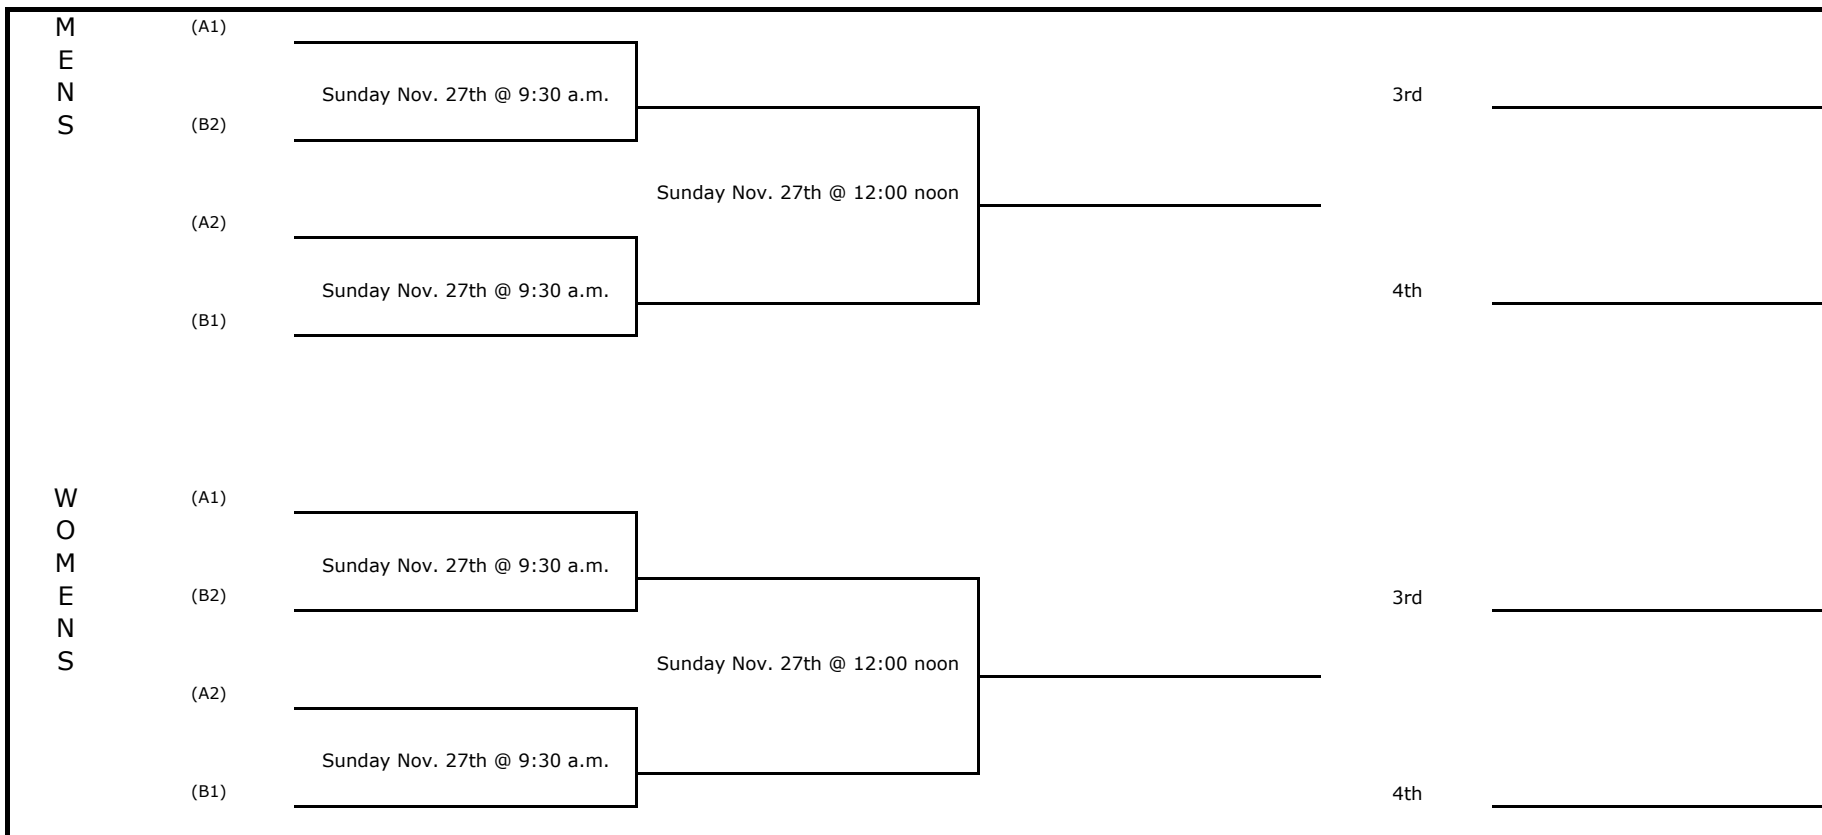 M (A1)
E
N Sunday Nov. 27th @ 9:30 a.m. 3rd
S (B2)
Sunday Nov. 27th @ 12:00 noon
(A2)
Sunday Nov. 27th @ 9:30 a.m. 4th
(B1)
W (A1)
O
M Sunday Nov. 27th @ 9:30 a.m.
E (B2) 3rd
N
S Sunday Nov. 27th @ 12:00 noon
(A2)
Sunday Nov. 27th @ 9:30 a.m.
(B1) 4th